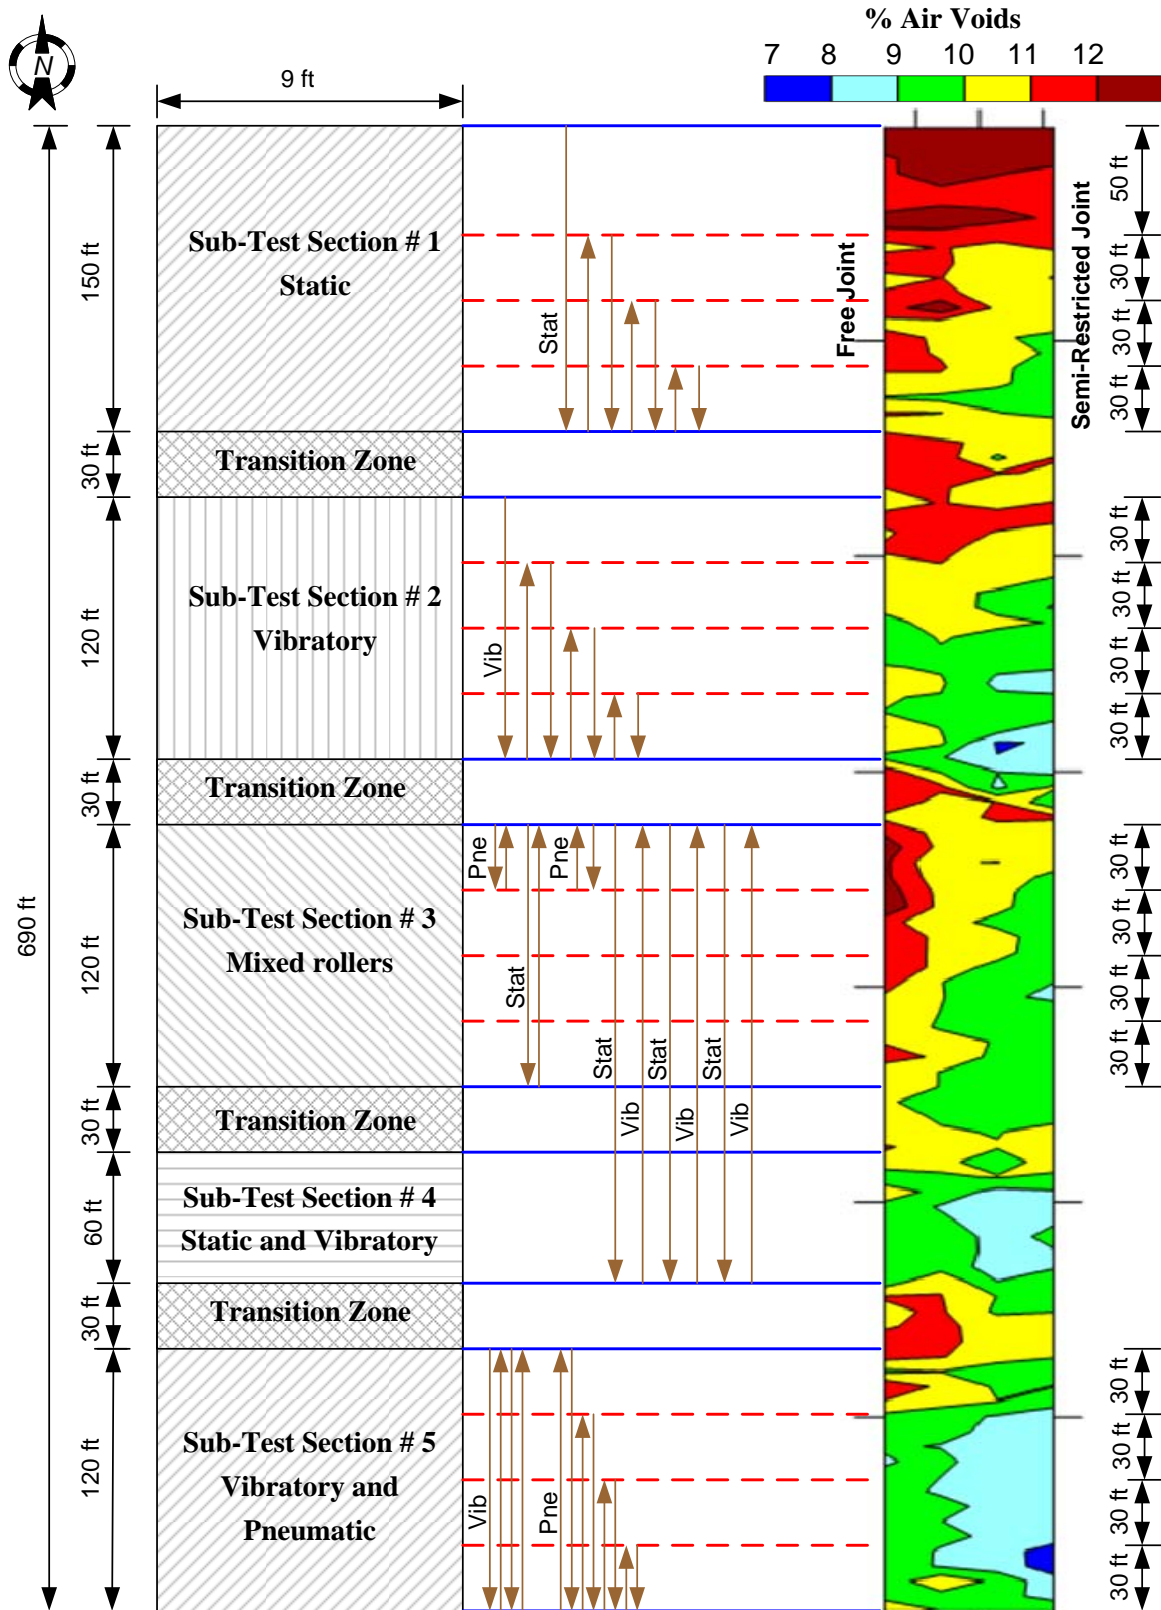 % Air Voids
7 8 9 10 11 12
N
9 ft
690 ft
150 ft
Sub-Test Section # 1
Static
Stat
Free Joint
Semi-Restricted Joint
50 ft
30 ft
30 ft
30 ft
30 ft
Transition Zone
120 ft
Sub-Test Section # 2
Vibratory
Vib
30 ft
30 ft
30 ft
30 ft
30 ft
Transition Zone
120 ft
Sub-Test Section # 3
Mixed rollers
Pne
Pne
Stat
Stat
Stat
Stat
30 ft
30 ft
30 ft
30 ft
30 ft
Transition Zone
Vib
Vib
Vib
60 ft
Sub-Test Section # 4
Static and Vibratory
30 ft
Transition Zone
120 ft
Sub-Test Section # 5
Vibratory and
Pneumatic
Vib
Pne
30 ft
30 ft
30 ft
30 ft